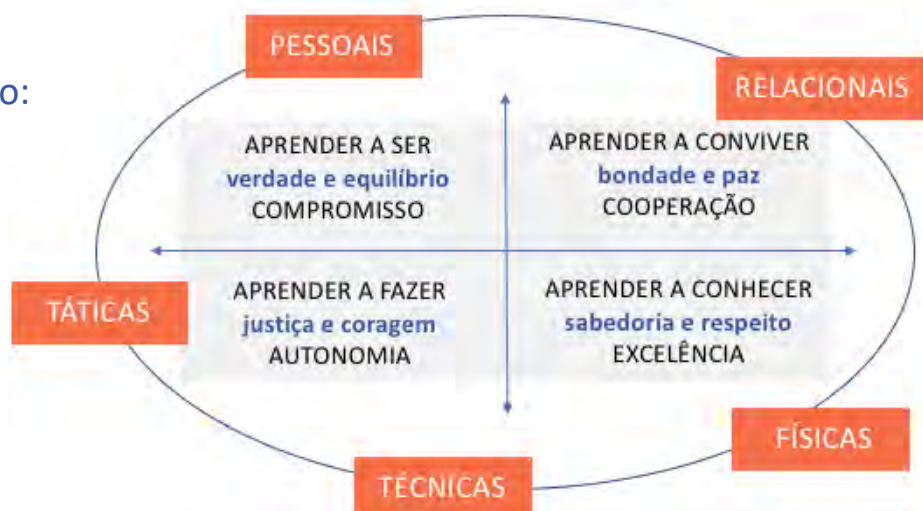 PESSOAIS
o:
RELACIONAIS
APRENDER A SER
verdade e equilíbrio
COMPROMISSO
APRENDER A CONVIVER
bondade e paz
COOPERAÇÃO
TÁTICAS
APRENDER A FAZER
justiça e coragem
AUTONOMIA
APRENDER A CONHECER
sabedoria e respeito
EXCELÊNCIA
FÍSICAS
TÉCNICAS